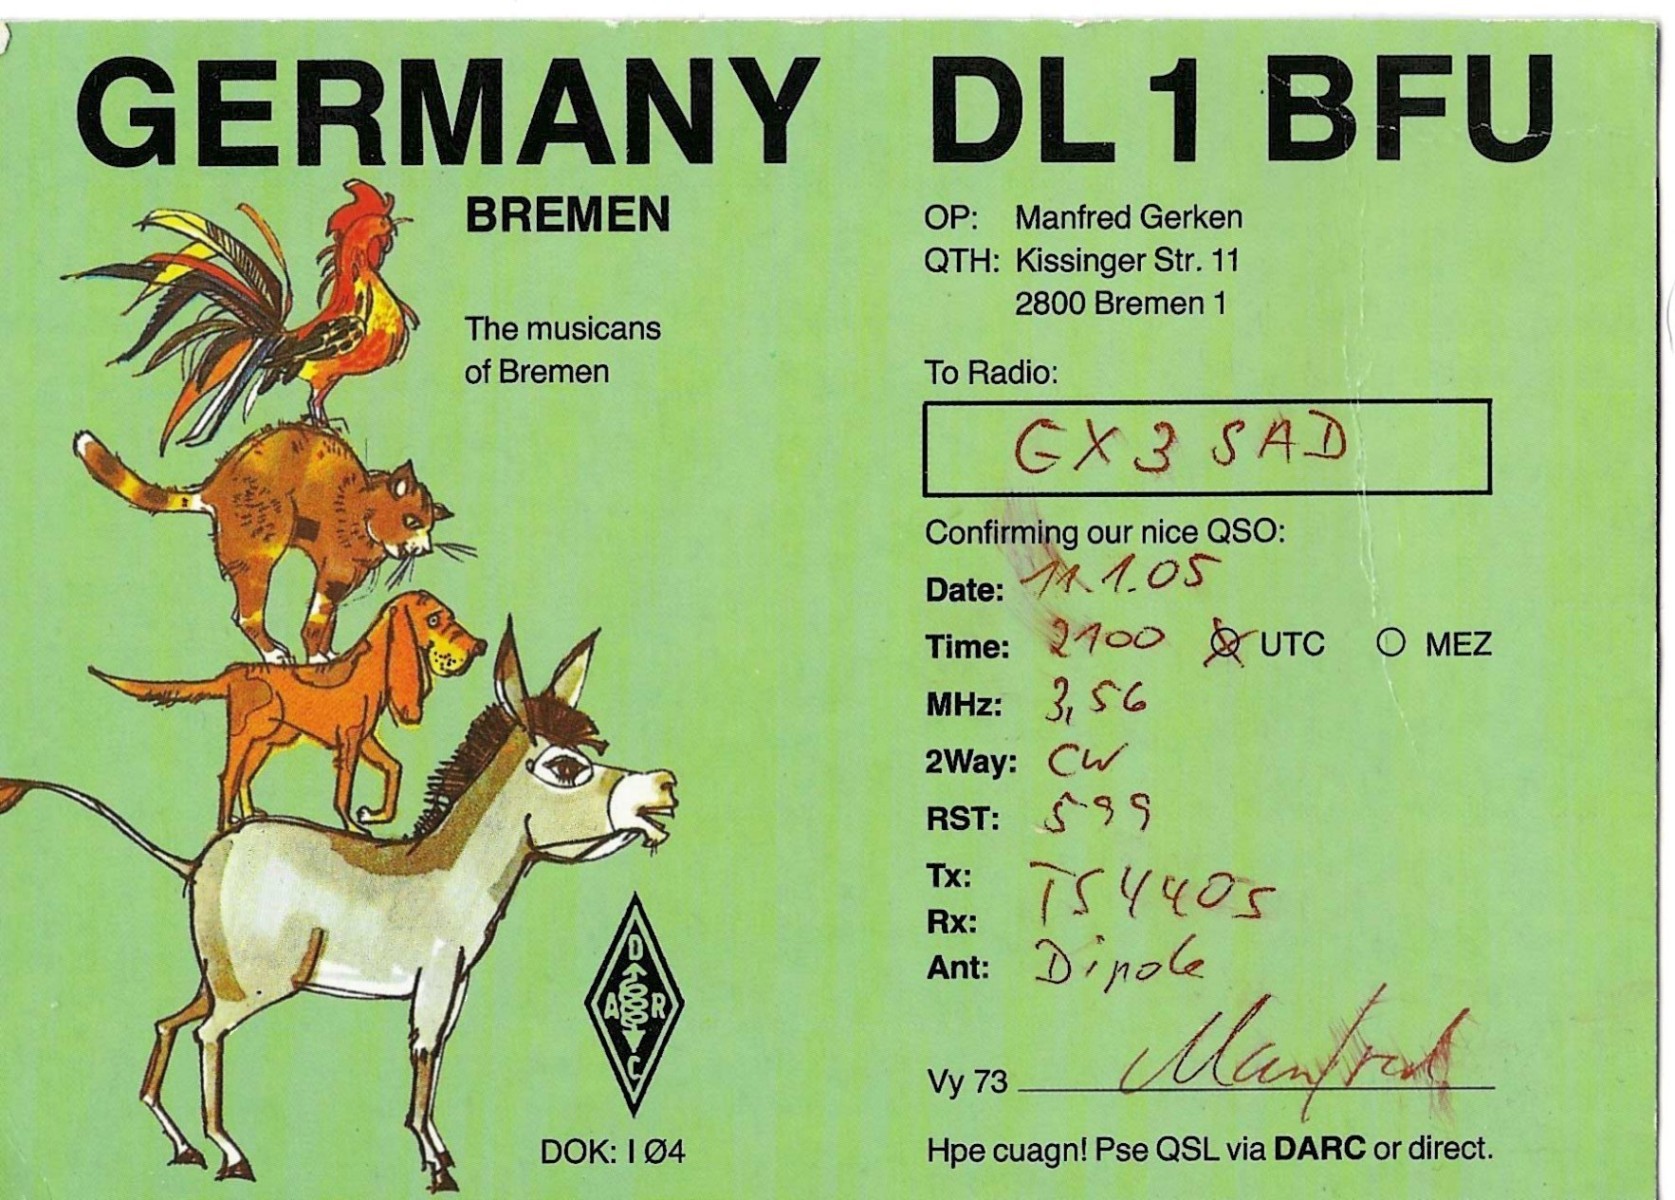 GERMANY DL 1 BFU
BREMEN
The musicans
of Bremen
D
A R
C
DOK: I Ø4
OP: Manfred Gerken
QTH: Kissinger Str. 11
2800 Bremen 1
To Radio:
GX3SAD
Confirming our nice QSO:
Date: 11.1.05
Time: 2100 UTC MEZ
MHz: 3,56
2Way: CW
RST: 599
Tx: TS440S
Rx:
Ant: Dipole
Vy 73 Manfred
Hpe cuagn! Pse QSL via DARC or direct.